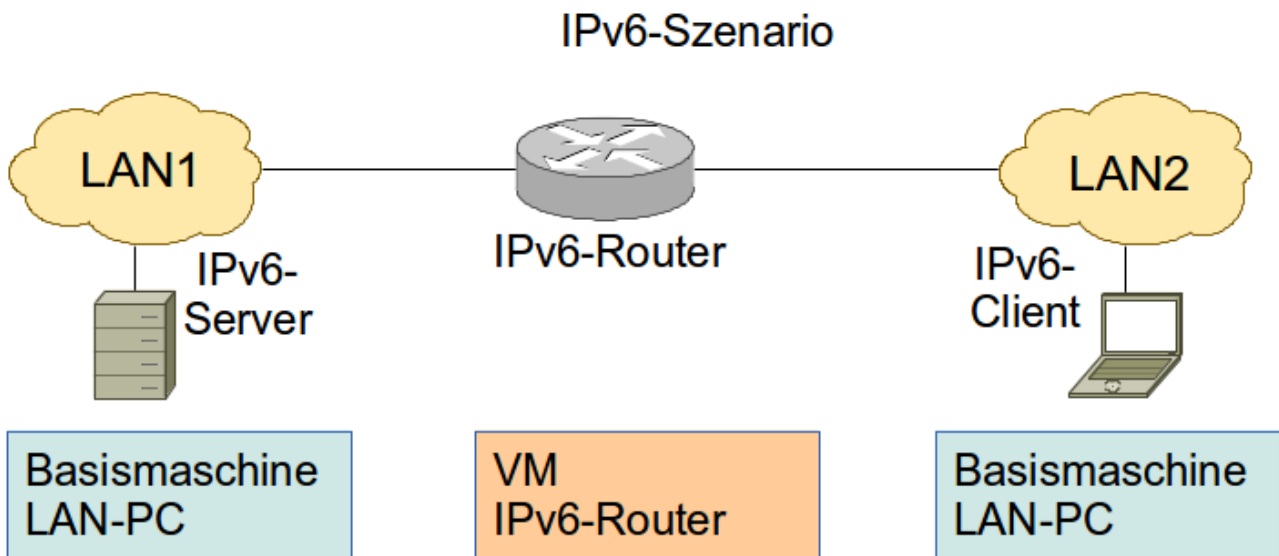 IPv6-Szenario
LAN1
LAN2
IPv6-
Server
IPv6-Router
IPv6-
Client
Basismaschine
LAN-PC
VM
IPv6-Router
Basismaschine
LAN-PC